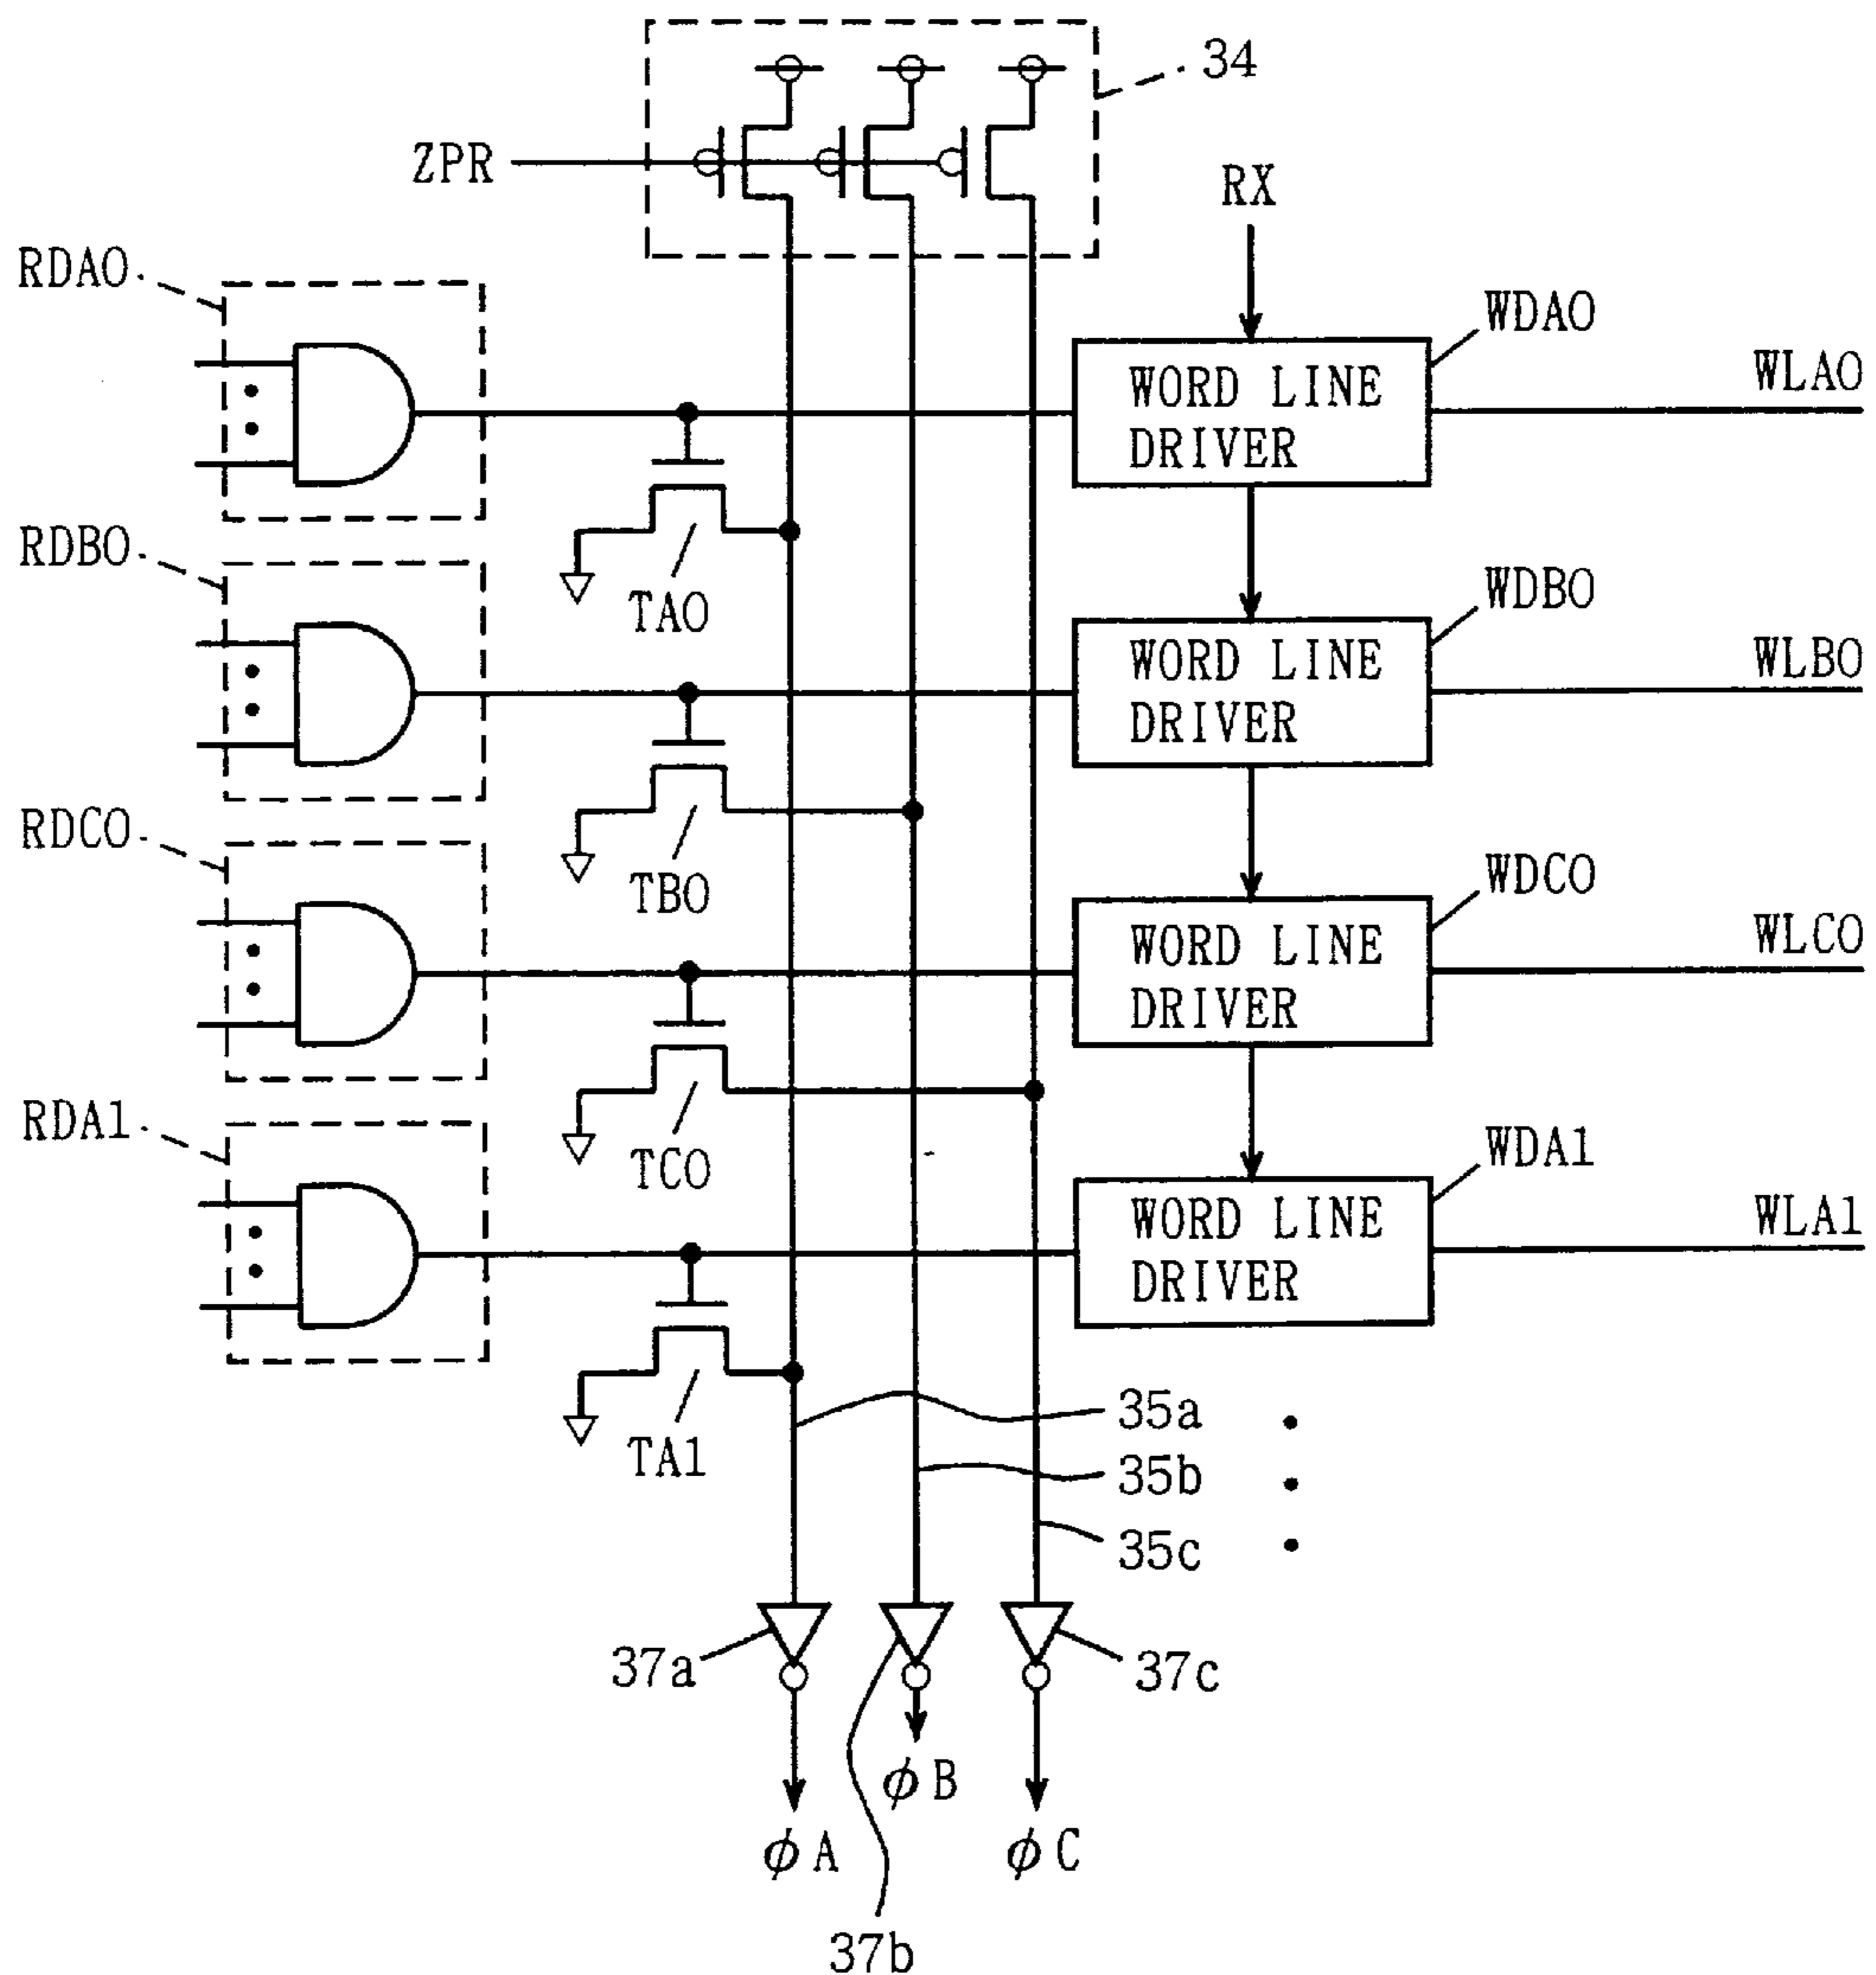 34
ZPR
RX
RDA0
WDA0
WORD LINE
DRIVER
WLA0
TA0
RDB0
WDB0
WORD LINE
DRIVER
WLB0
TB0
RDC0
WDC0
WORD LINE
DRIVER
WLC0
TC0
RDA1
WDA1
WORD LINE
DRIVER
WLA1
TA1
35a
35b
35c
37a
37c
φB
φA
φC
37b